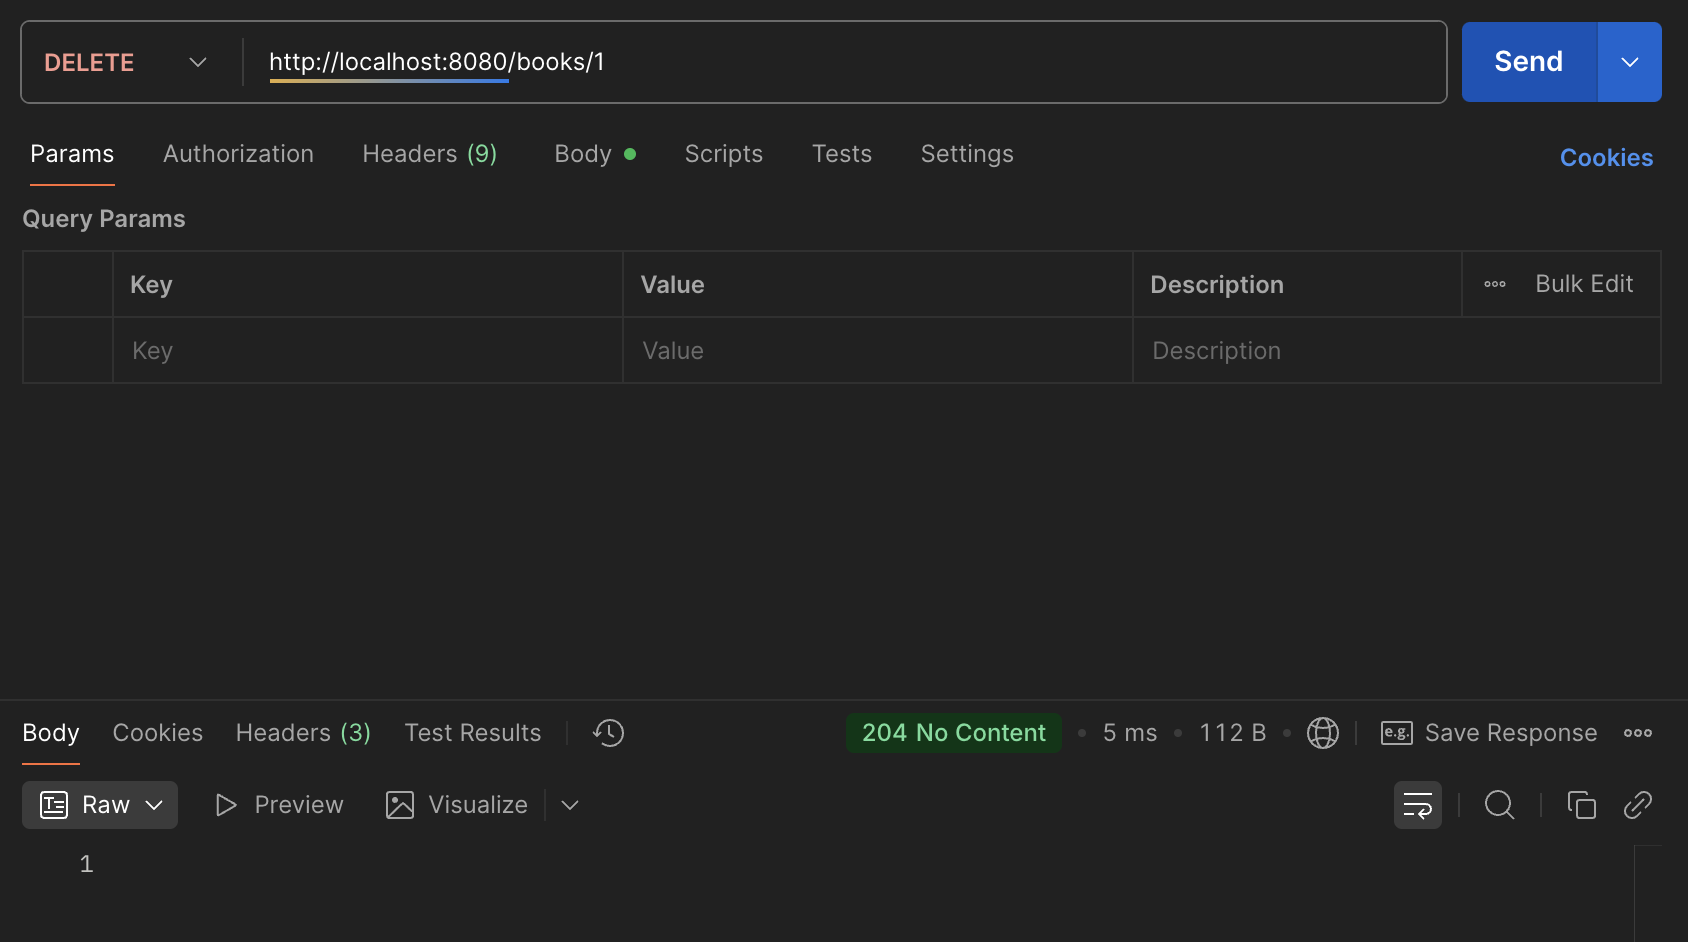 DELETE http://localhost:8080/books/1 Send
Params Authorization Headers (9) Body Scripts Tests Settings Cookies
Query Params
Key Value Description Bulk Edit
Key Value Description
Body Cookies Headers (3) Test Results 204 No Content 5 ms 112 B e.g. Save Response
Raw Preview Visualize
1